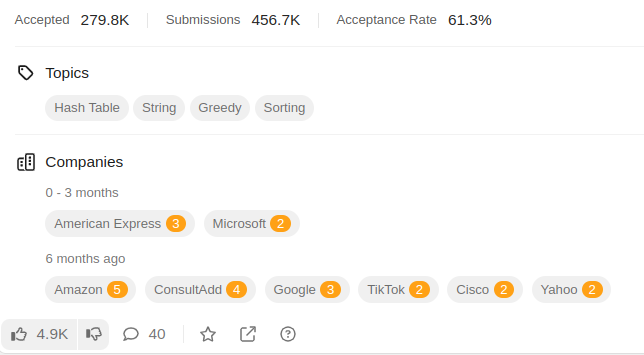 Accepted 279.8K Submissions 456.7K Acceptance Rate 61.3%
Topics
Hash Table String Greedy Sorting
Companies
0 - 3 months
American Express 3 Microsoft 2
6 months ago
Amazon 5 ConsultAdd 4 Google 3 TikTok 2 Cisco 2 Yahoo 2
4.9K 40